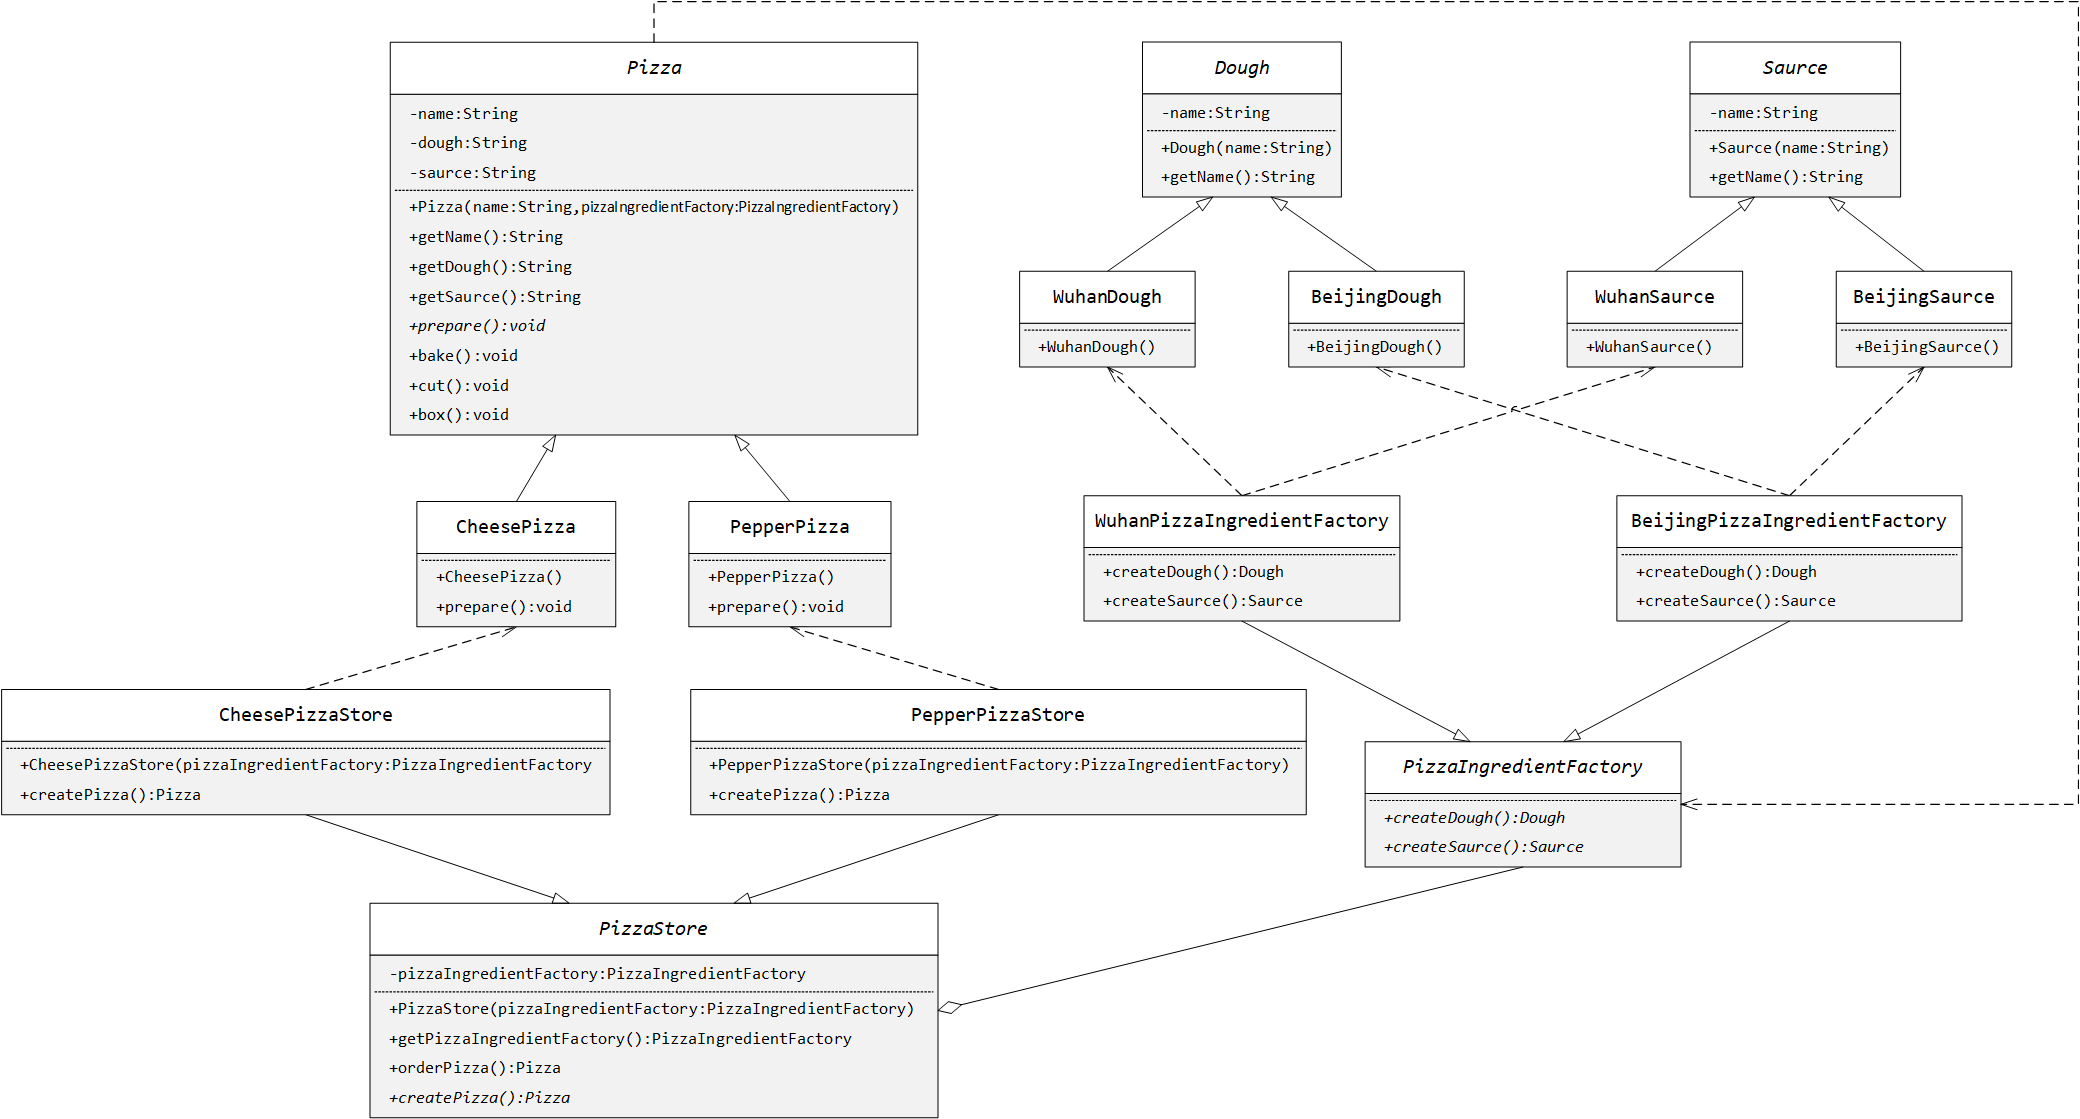 Pizza
-name:String
-dough:String
-saurce:String
+Pizza(name:String,pizzaIngredientFactory:PizzaIngredientFactory)
+getName():String
+getDough():String
+getSaurce():String
+prepare():void
+bake():void
+cut():void
+box():void
Dough
-name:String
+Dough(name:String)
+getName():String
Saurce
-name:String
+Saurce(name:String)
+getName():String
WuhanDough
+WuhanDough()
BeijingDough
+BeijingDough()
WuhanSaurce
+WuhanSaurce()
BeijingSaurce
+BeijingSaurce()
CheesePizza
+CheesePizza()
+prepare():void
PepperPizza
+PepperPizza()
+prepare():void
WuhanPizzaIngredientFactory
+createDough():Dough
+createSaurce():Saurce
BeijingPizzaIngredientFactory
+createDough():Dough
+createSaurce():Saurce
CheesePizzaStore
+CheesePizzaStore(pizzaIngredientFactory:PizzaIngredientFactory
+createPizza():Pizza
PepperPizzaStore
+PepperPizzaStore(pizzaIngredientFactory:PizzaIngredientFactory)
+createPizza():Pizza
PizzaIngredientFactory
+createDough():Dough
+createSaurce():Saurce
PizzaStore
-pizzaIngredientFactory:PizzaIngredientFactory
+PizzaStore(pizzaIngredientFactory:PizzaIngredientFactory)
+getPizzaIngredientFactory():PizzaIngredientFactory
+orderPizza():Pizza
+createPizza():Pizza